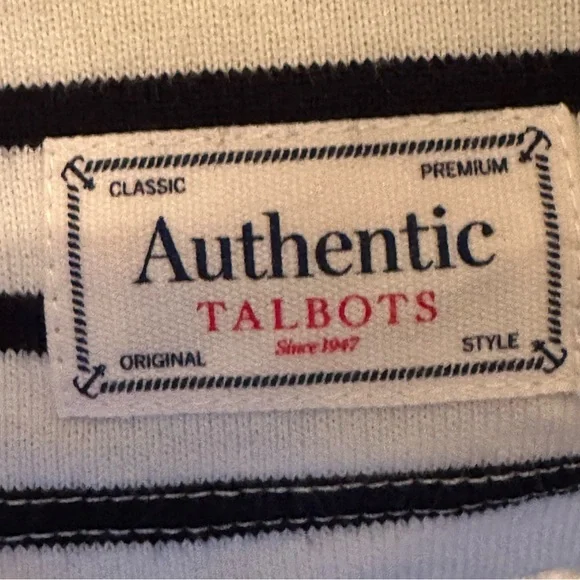 CLASSIC PREMIUM
Authentic
TALBOTS
Since 1947
ORIGINAL STYLE